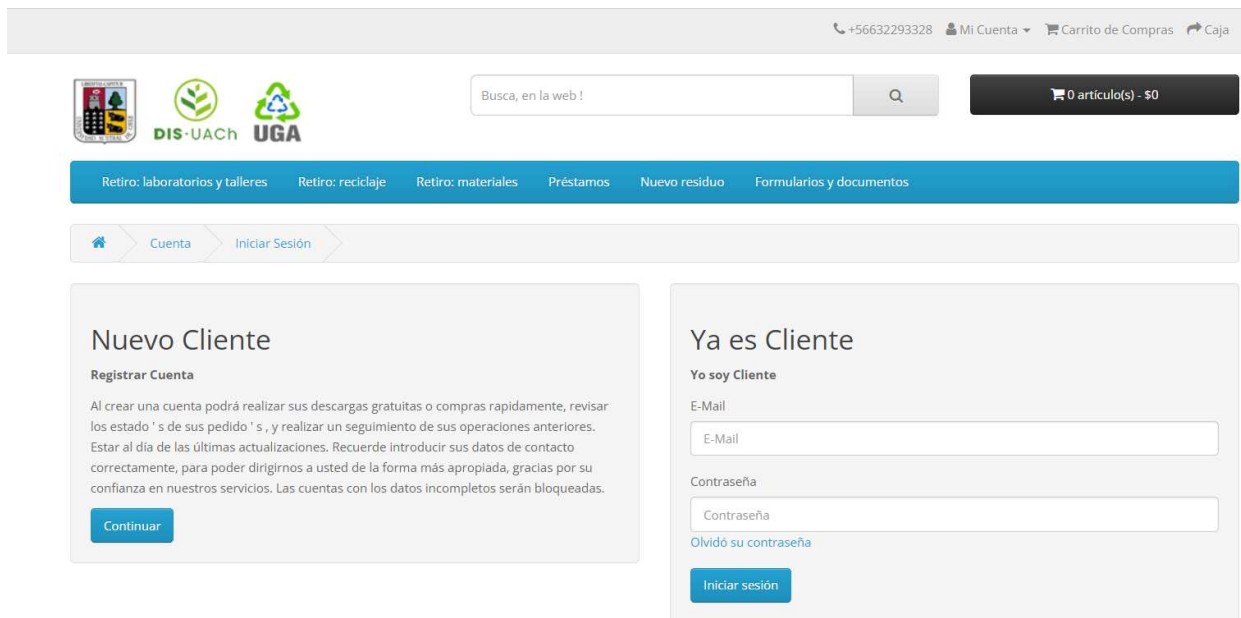 +56632293328 Mi Cuenta Carrito de Compras Caja
DIS·UACh UGA
Busca, en la web !
0 artículo(s) - $0
Retiro: laboratorios y talleres Retiro: reciclaje Retiro: materiales Préstamos Nuevo residuo Formularios y documentos
Cuenta Iniciar Sesión
Nuevo Cliente
Registrar Cuenta
Al crear una cuenta podrá realizar sus descargas gratuitas o compras rapidamente, revisar
los estado ' s de sus pedido ' s , y realizar un seguimiento de sus operaciones anteriores.
Estar al día de las últimas actualizaciones. Recuerde introducir sus datos de contacto
correctamente, para poder dirigirnos a usted de la forma más apropiada, gracias por su
confianza en nuestros servicios. Las cuentas con los datos incompletos serán bloqueadas.
Continuar
Ya es Cliente
Yo soy Cliente
E-Mail
E-Mail
Contraseña
Contraseña
Olvidó su contraseña
Iniciar sesión